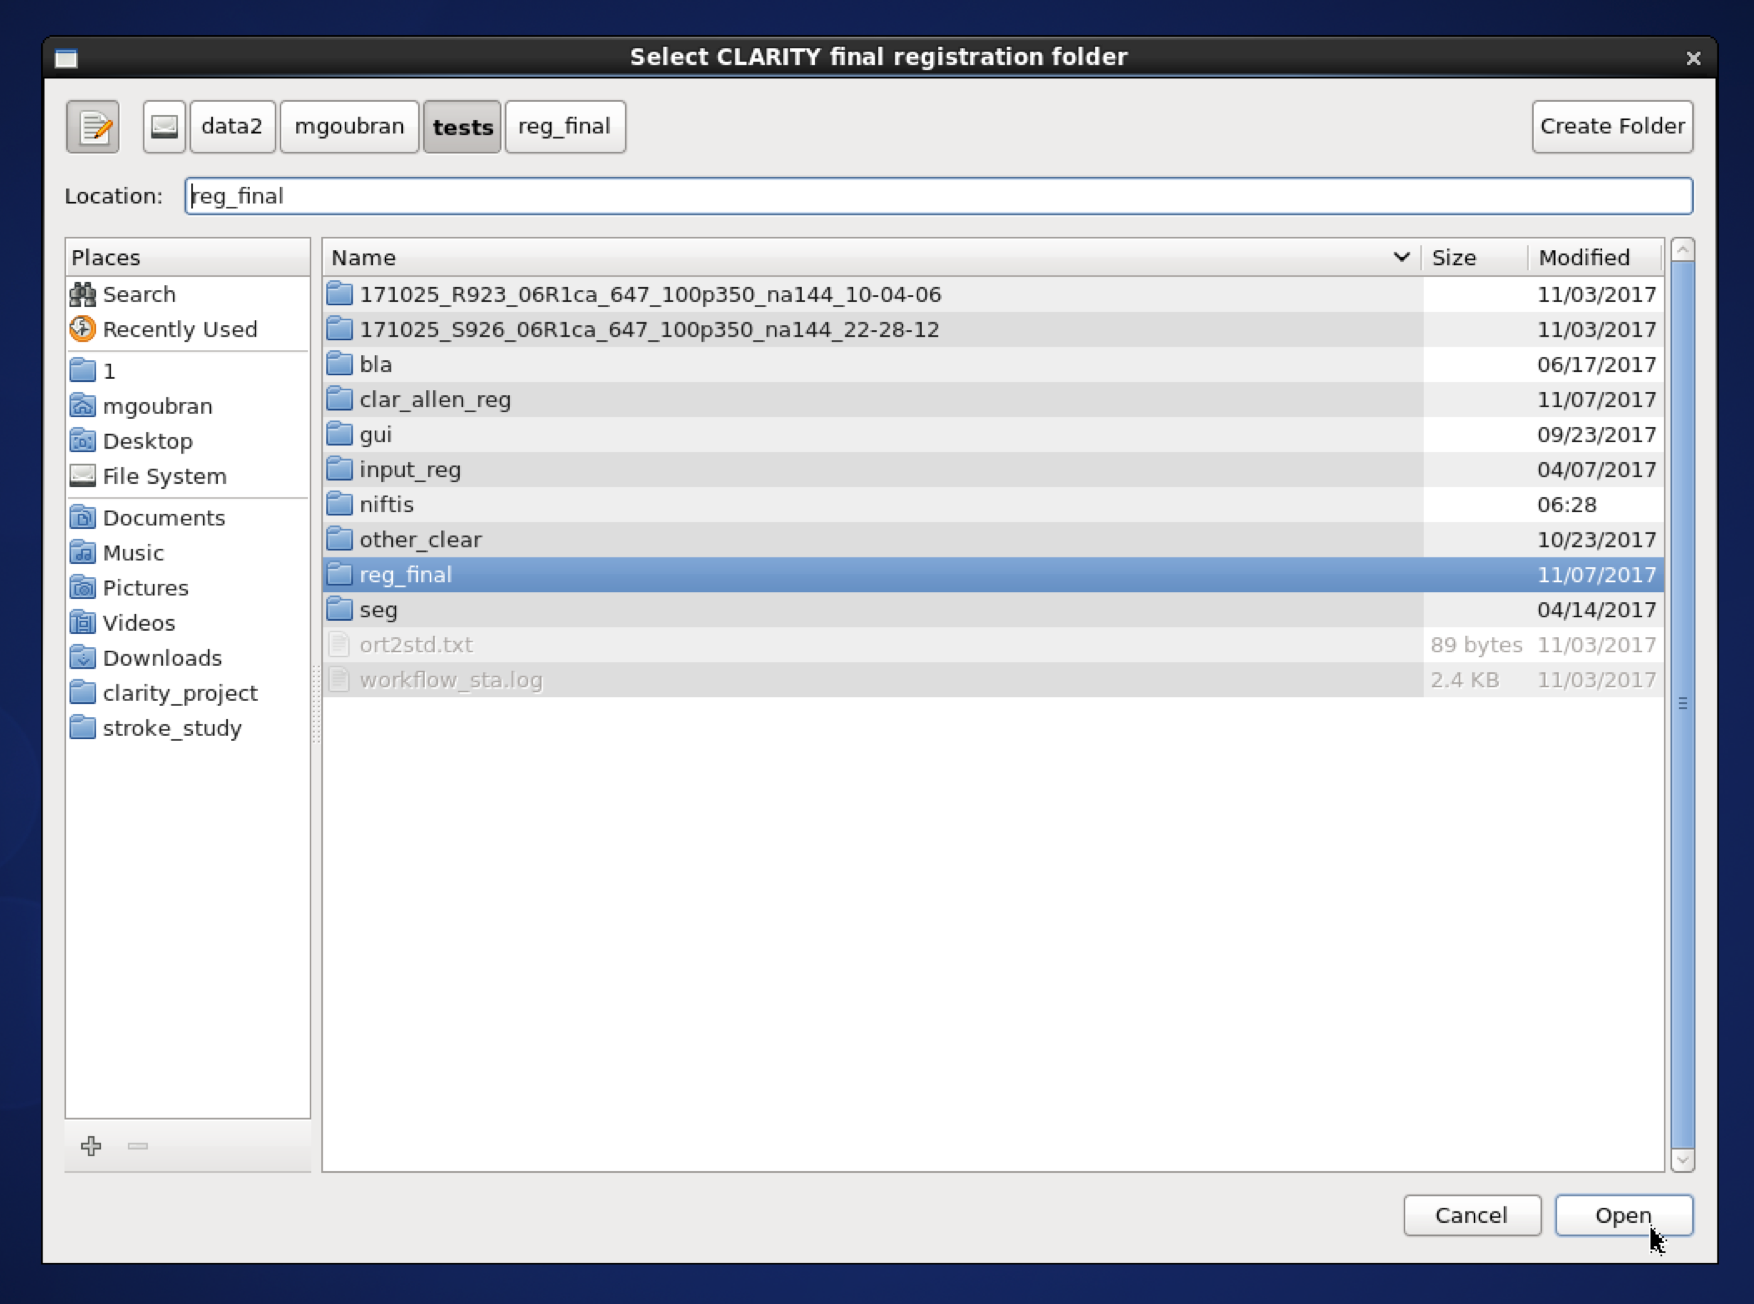 Select CLARITY final registration folder
data2 mgoubran tests reg_final Create Folder
Location: reg_final
Places
Search
Recently Used
1
mgoubran
Desktop
File System
Documents
Music
Pictures
Videos
Downloads
clarity_project
stroke_study
Name Size Modified
171025_R923_06R1ca_647_100p350_na144_10-04-06 11/03/2017
171025_S926_06R1ca_647_100p350_na144_22-28-12 11/03/2017
bla 06/17/2017
clar_allen_reg 11/07/2017
gui 09/23/2017
input_reg 04/07/2017
niftis 06:28
other_clear 10/23/2017
reg_final 11/07/2017
seg 04/14/2017
ort2std.txt 89 bytes 11/03/2017
workflow_sta.log 2.4 KB 11/03/2017
Cancel Open